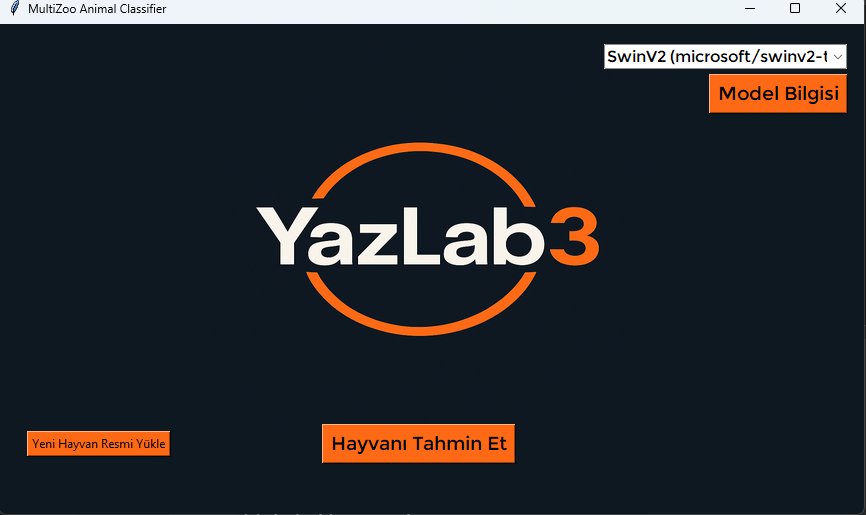 MultiZoo Animal Classifier
SwinV2 (microsoft/swinv2-t
Model Bilgisi
YazLab3
Yeni Hayvan Resmi Yükle
Hayvanı Tahmin Et